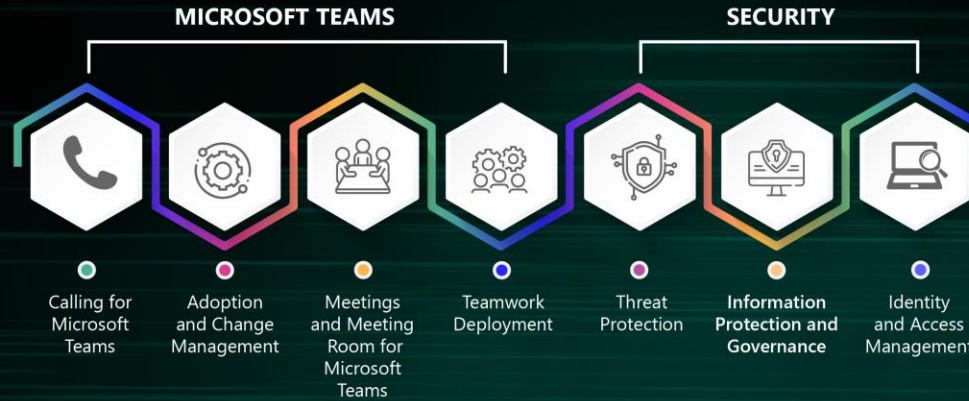 MICROSOFT TEAMS
SECURITY
Calling for
Microsoft
Teams
Adoption
and Change
Management
Meetings
and Meeting
Room for
Microsoft
Teams
Teamwork
Deployment
Threat
Protection
Information
Protection and
Governance
Identity
and Access
Management